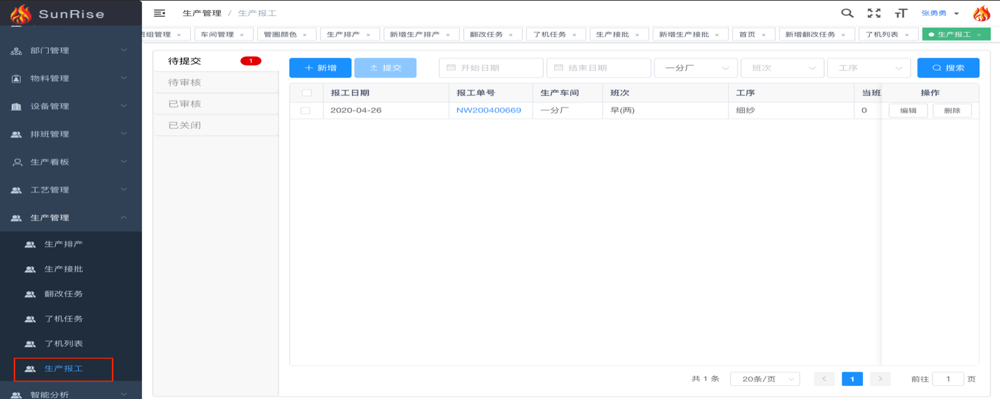 SunRise
生产管理 / 生产报工
张勇勇
班组管理 ×
车间管理 ×
管圈颜色 ×
生产排产 ×
新增生产排产 ×
翻改任务 ×
了机任务 ×
生产接批 ×
新增生产接批 ×
首页 ×
新增翻改任务 ×
了机列表 ×
生产报工 ×
部门管理
物料管理
设备管理
排班管理
生产看板
工艺管理
生产管理
生产排产
生产接批
翻改任务
了机任务
了机列表
生产报工
智能分析
待提交 1
待审核
已审核
已关闭
新增 提交 开始日期 结束日期 一分厂 班次 工序 搜索
报工日期 报工单号 生产车间 班次 工序 当班 操作
2020-04-26 NW200400669 一分厂 早(两) 细纱 0 编辑 删除
共 1 条 20条/页 < 1 > 前往 1 页